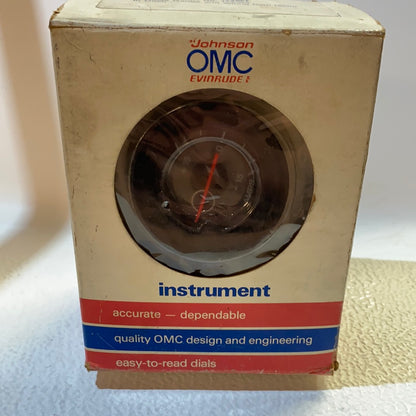 Johnson
OMC
EVINRUDE
instrument
accurate — dependable
quality OMC design and engineering
easy-to-read dials